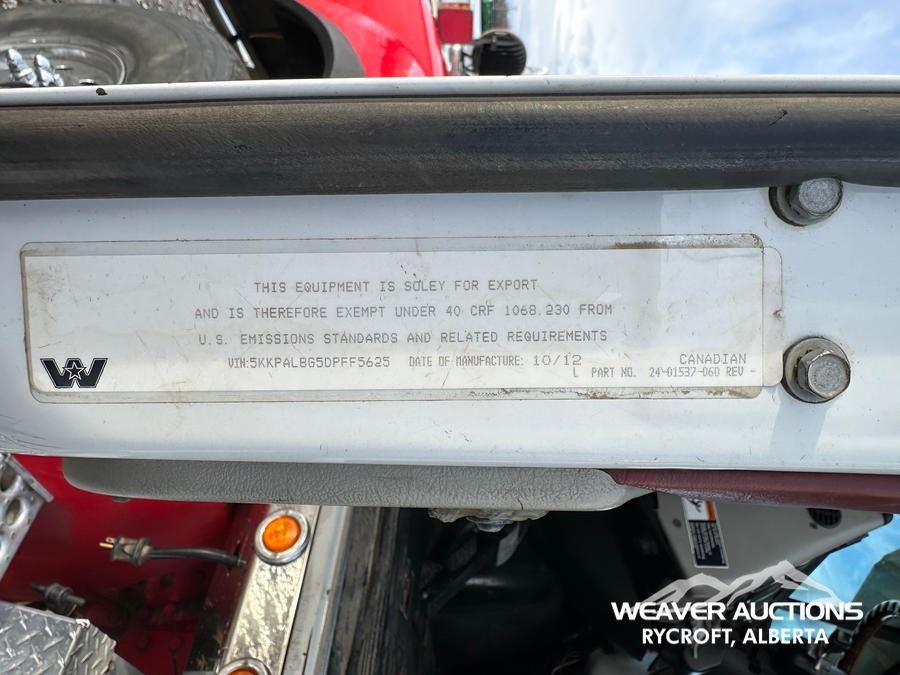 THIS EQUIPMENT IS SOLEY FOR EXPORT
AND IS THEREFORE EXEMPT UNDER 40 CRF 1068.230 FROM
U.S. EMISSIONS STANDARDS AND RELATED REQUIREMENTS
VIN:5KKPALBG5DPFF5625 DATE OF MANUFACTURE: 10/12 CANADIAN
L PART NO. 24-01537-060 REV -
W
WEAVER AUCTIONS
RYCROFT, ALBERTA